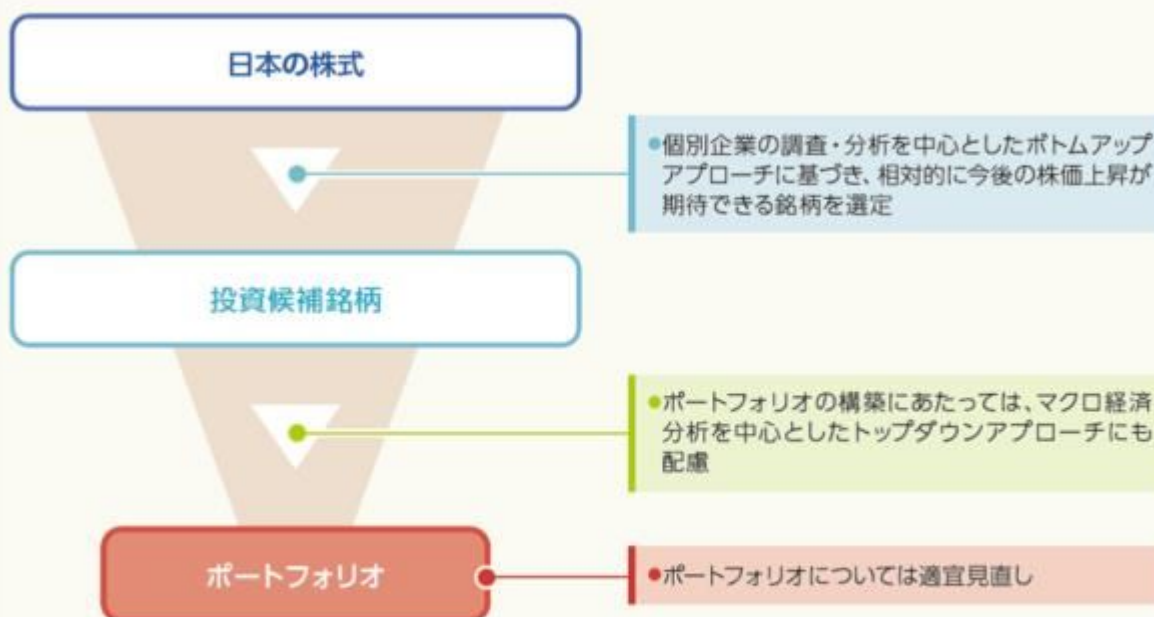 日本の株式
●個別企業の調査・分析を中心としたボトムアップ
アプローチに基づき、相対的に今後の株価上昇が
期待できる銘柄を選定
投資候補銘柄
●ポートフォリオの構築にあたっては、マクロ経済
分析を中心としたトップダウンアプローチにも
配慮
ポートフォリオ
●ポートフォリオについては適宜見直し